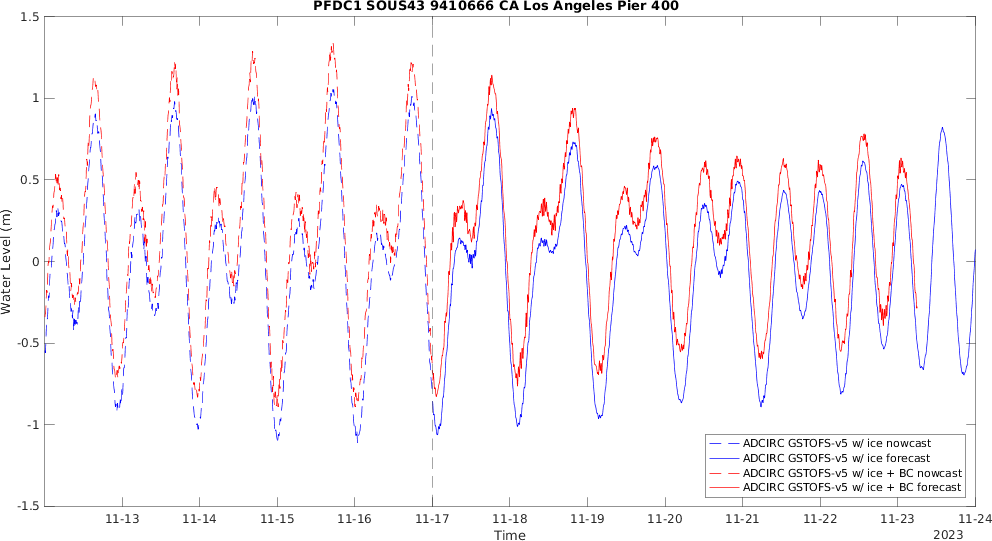 PFDC1 SOUS43 9410666 CA Los Angeles Pier 400
1.5
1
0.5
0
-0.5
-1
-1.5
Water Level (m)
11-13 11-14 11-15 11-16 11-17 11-18 11-19 11-20 11-21 11-22 11-23 11-24
Time
2023
ADCIRC GSTOFS-v5 w/ ice nowcast
ADCIRC GSTOFS-v5 w/ ice forecast
ADCIRC GSTOFS-v5 w/ ice + BC nowcast
ADCIRC GSTOFS-v5 w/ ice + BC forecast